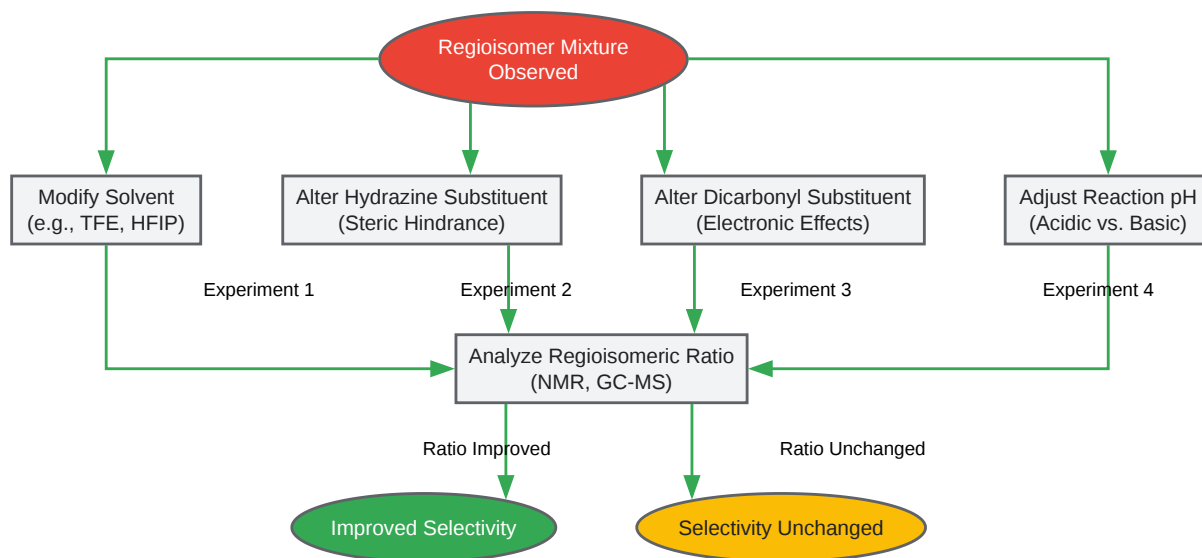 Regioisomer Mixture
Observed
Modify Solvent
(e.g., TFE, HFIP)
Alter Hydrazine Substituent
(Steric Hindrance)
Alter Dicarbonyl Substituent
(Electronic Effects)
Adjust Reaction pH
(Acidic vs. Basic)
Experiment 1
Experiment 2
Experiment 3
Experiment 4
Analyze Regioisomeric Ratio
(NMR, GC-MS)
Ratio Improved
Ratio Unchanged
Improved Selectivity
Selectivity Unchanged